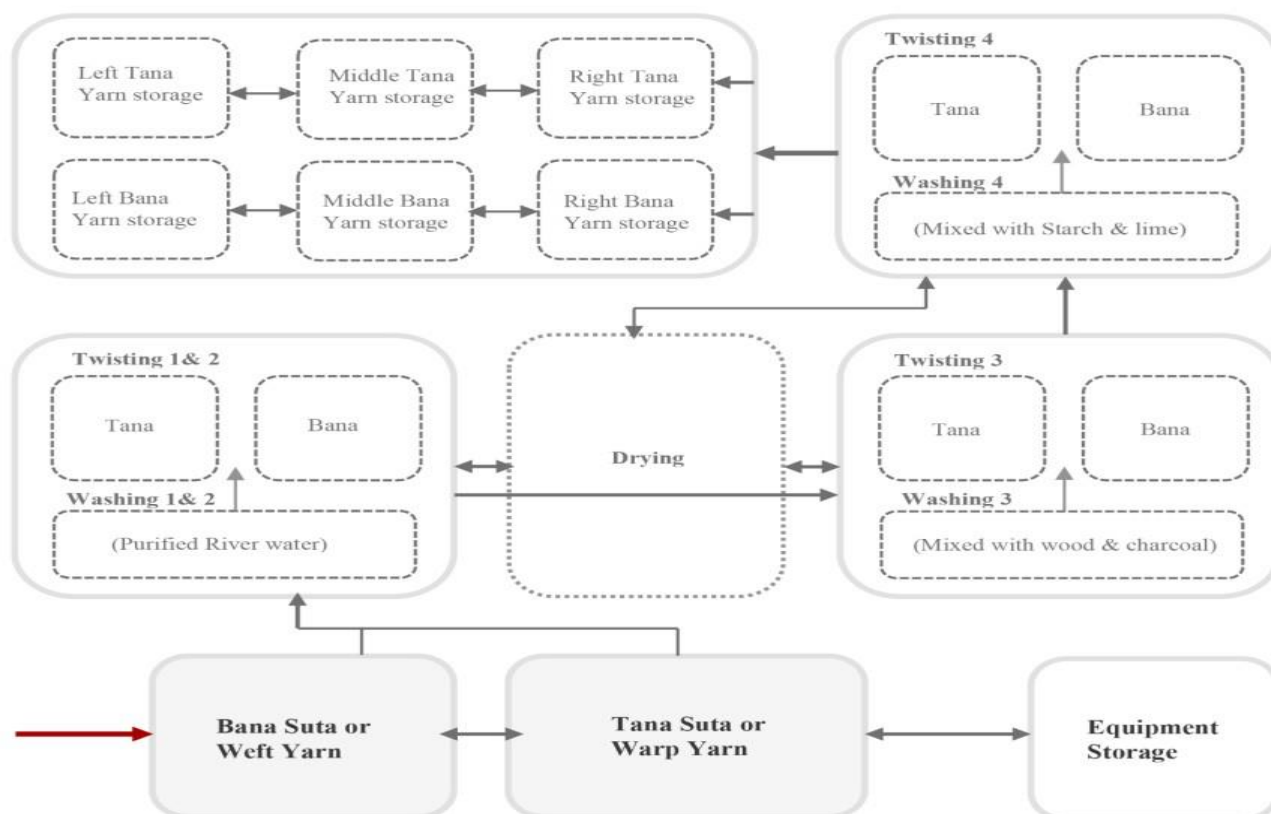 Left Tana
Yarn storage
Middle Tana
Yarn storage
Right Tana
Yarn storage
Left Bana
Yarn storage
Middle Bana
Yarn storage
Right Bana
Yarn storage
Twisting 4
Tana
Bana
Washing 4
(Mixed with Starch & lime)
Twisting 1& 2
Tana
Bana
Washing 1& 2
(Purified River water)
Drying
Twisting 3
Tana
Bana
Washing 3
(Mixed with wood & charcoal)
Bana Suta or
Weft Yarn
Tana Suta or
Warp Yarn
Equipment
Storage